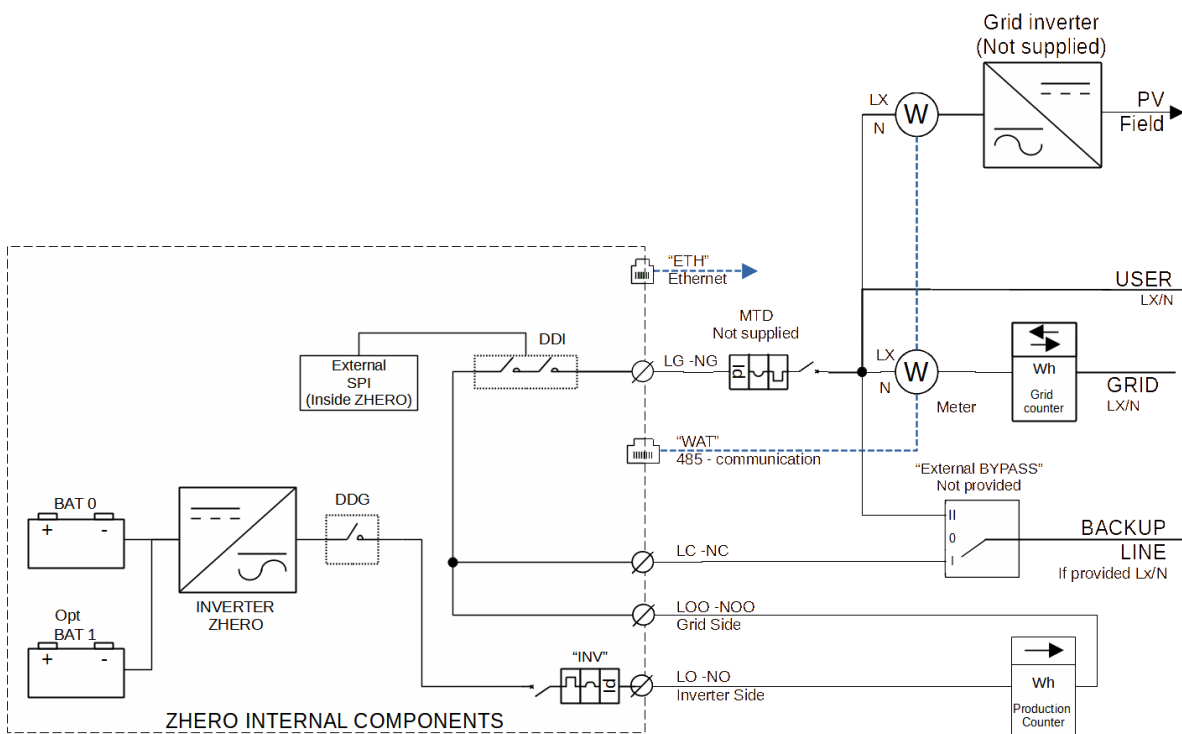 Grid inverter
(Not supplied)
LX
N
W
PV
Field
"ETH"
Ethernet
USER
LX/N
MTD
Not supplied
DDI
External
SPI
(Inside ZHERO)
LG -NG
Id
LX
N
W
Meter
Wh
Grid
counter
GRID
LX/N
"WAT"
485 - communication
"External BYPASS"
Not provided
II
0
I
BACKUP
LINE
If provided Lx/N
BAT 0
+ -
DDG
INVERTER
ZHERO
LC -NC
Opt
BAT 1
+ -
LOO -NOO
Grid Side
"INV"
Id
LO -NO
Inverter Side
Wh
Production
Counter
ZHERO INTERNAL COMPONENTS